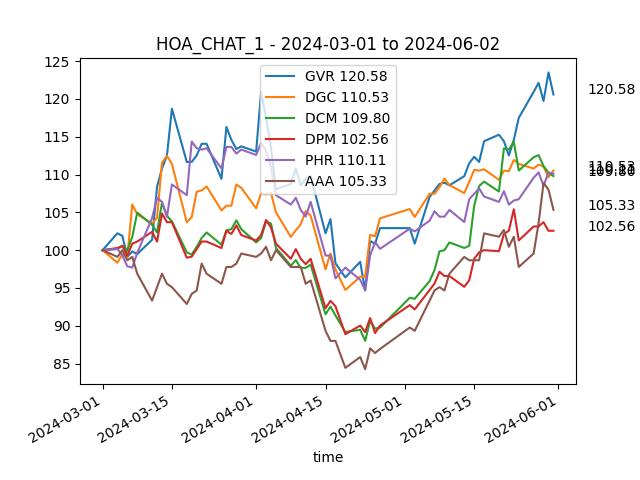 HOA_CHAT_1 - 2024-03-01 to 2024-06-02
125
120
115
110
105
100
95
90
85
GVR 120.58
DGC 110.53
DCM 109.80
DPM 102.56
PHR 110.11
AAA 105.33
120.58
110.53
105.33
102.56
2024-03-01
2024-03-15
2024-04-01
2024-04-15
2024-05-01
2024-05-15
2024-06-01
time